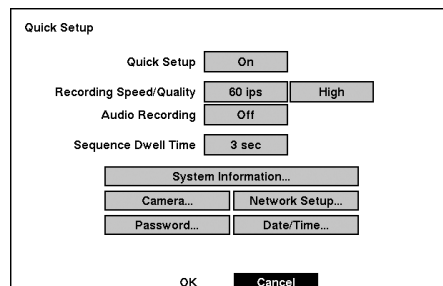 Quick Setup
Quick Setup On
Recording Speed/Quality 60 ips High
Audio Recording Off
Sequence Dwell Time 3 sec
System Information...
Camera... Network Setup...
Password... Date/Time...
OK Cancel